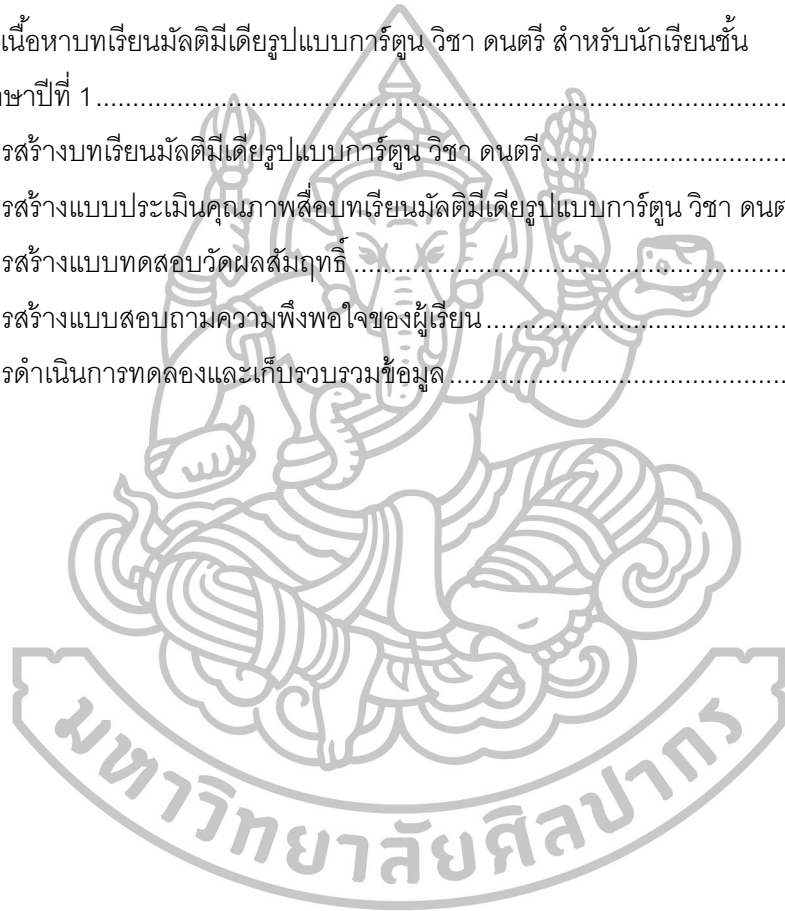 เนื้อหาบทเรียนมัลติมีเดียรูปแบบการ์ตูน วิชา ดนตรี สำหรับนักเรียนชั้น
ษาปีที่ 1
รสร้างบทเรียนมัลติมีเดียรูปแบบการ์ตูน วิชา ดนตรี
รสร้างแบบประเมินคุณภาพสื่อบทเรียนมัลติมีเดียรูปแบบการ์ตูน วิชา ดนต
รสร้างแบบทดสอบวัดผลสัมฤทธิ์
รสร้างแบบสอบถามความพึงพอใจของผู้เรียน
รดำเนินการทดลองและเก็บรวบรวมข้อมูล
มหาวิทยาลัยศิลปากร